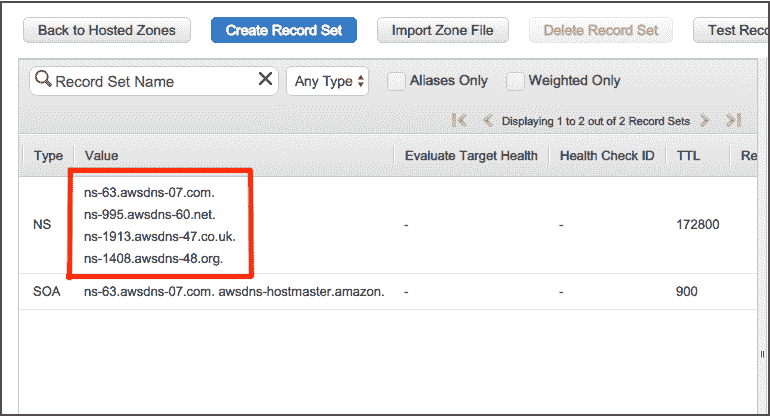 Back to Hosted Zones Create Record Set Import Zone File Delete Record Set Test Reco
Record Set Name Any Type Aliases Only Weighted Only
Displaying 1 to 2 out of 2 Record Sets
Type Value Evaluate Target Health Health Check ID TTL Re
ns-63.awsdns-07.com.
ns-995.awsdns-60.net.
NS - - 172800
ns-1913.awsdns-47.co.uk.
ns-1408.awsdns-48.org.
SOA ns-63.awsdns-07.com. awsdns-hostmaster.amazon. - - 900